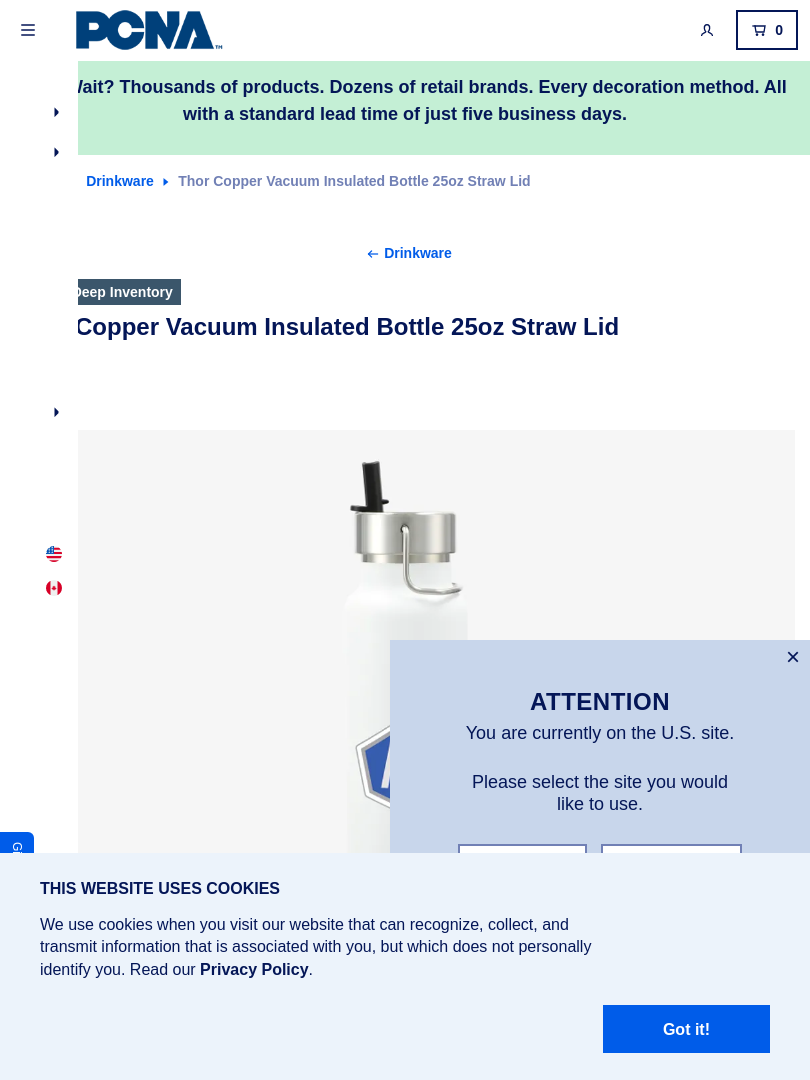 PCNA
TM
0
Wait? Thousands of products. Dozens of retail brands. Every decoration method. All
with a standard lead time of just five business days.
Drinkware
Thor Copper Vacuum Insulated Bottle 25oz Straw Lid
Drinkware
Deep Inventory
Copper Vacuum Insulated Bottle 25oz Straw Lid
×
ATTENTION
You are currently on the U.S. site.
Please select the site you would
like to use.
THIS WEBSITE USES COOKIES
We use cookies when you visit our website that can recognize, collect, and
transmit information that is associated with you, but which does not personally
identify you. Read our Privacy Policy.
Got it!